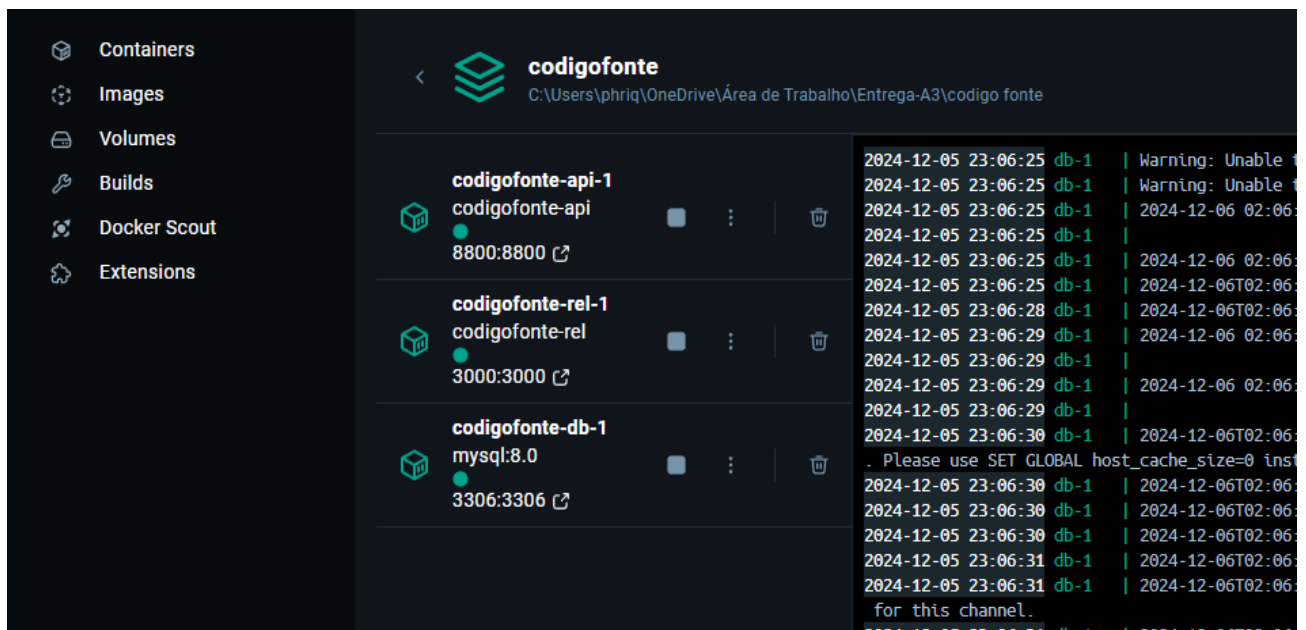 Containers
Images
Volumes
Builds
Docker Scout
Extensions
codigofonte
C:\Users\phriq\OneDrive\Área de Trabalho\Entrega-A3\codigo fonte
codigofonte-api-1
codigofonte-api
8800:8800
codigofonte-rel-1
codigofonte-rel
3000:3000
codigofonte-db-1
mysql:8.0
3306:3306
2024-12-05 23:06:25 db-1 | Warning: Unable t
2024-12-05 23:06:25 db-1 | Warning: Unable t
2024-12-05 23:06:25 db-1 | 2024-12-06 02:06:
2024-12-05 23:06:25 db-1 |
2024-12-05 23:06:25 db-1 | 2024-12-06 02:06:
2024-12-05 23:06:25 db-1 | 2024-12-06T02:06:
2024-12-05 23:06:28 db-1 | 2024-12-06T02:06:
2024-12-05 23:06:29 db-1 | 2024-12-06 02:06:
2024-12-05 23:06:29 db-1 |
2024-12-05 23:06:29 db-1 | 2024-12-06 02:06:
2024-12-05 23:06:29 db-1 |
2024-12-05 23:06:30 db-1 | 2024-12-06T02:06:
. Please use SET GLOBAL host_cache_size=0 inst
2024-12-05 23:06:30 db-1 | 2024-12-06T02:06:
2024-12-05 23:06:30 db-1 | 2024-12-06T02:06:
2024-12-05 23:06:30 db-1 | 2024-12-06T02:06:
2024-12-05 23:06:31 db-1 | 2024-12-06T02:06:
2024-12-05 23:06:31 db-1 | 2024-12-06T02:06:
for this channel.